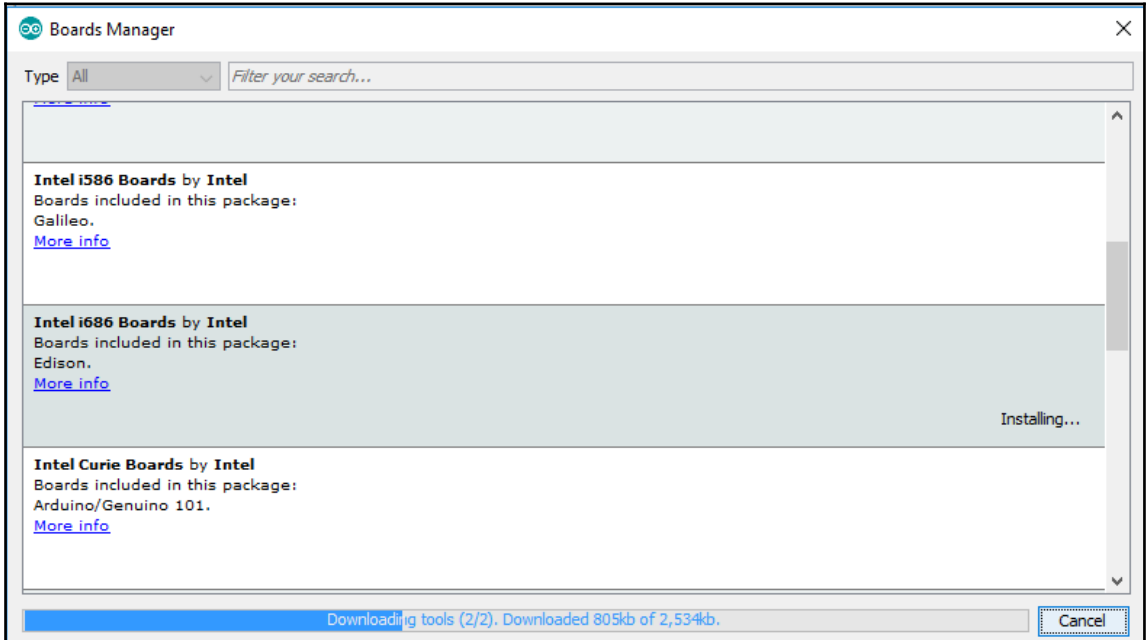 Boards Manager
Type All Filter your search...
More info
Intel i586 Boards by Intel
Boards included in this package:
Galileo.
More info
Intel i686 Boards by Intel
Boards included in this package:
Edison.
More info
Installing...
Intel Curie Boards by Intel
Boards included in this package:
Arduino/Genuino 101.
More info
Downloading tools (2/2). Downloaded 805kb of 2,534kb.
Cancel